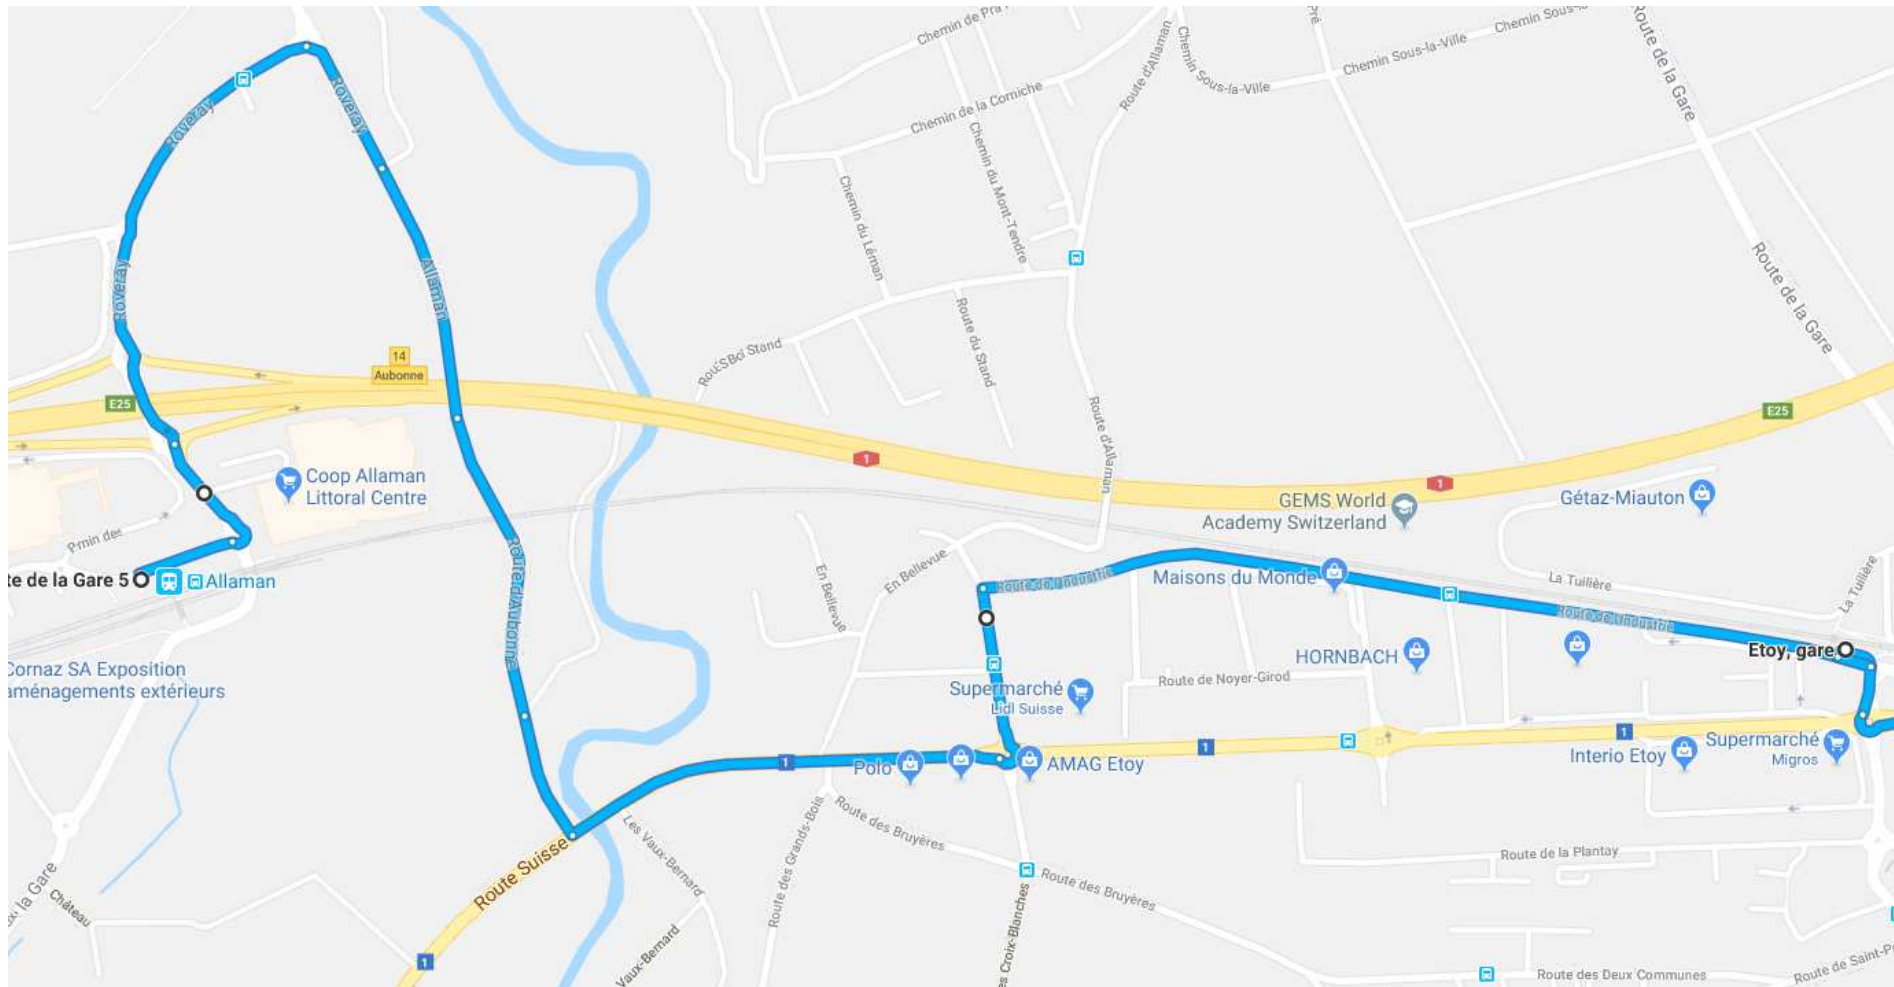 Chemin de Pra
Pré
Chemin Sous-la-Ville
Chemin Sous-la-Ville
Chemin Sous-la-Ville
Route de la Gare
Route d'Allaman
Chemin de la Corniche
Chemin du Mont-Tendre
Chemin du Léman
Roveray
Roveray
Roveray
Allaman
Route de la Gare
Route du Stand
14
Aubonne
E25
E25
Route d'Allaman
1
1
Coop Allaman
Littoral Centre
GEMS World
Academy Switzerland
Gétaz-Miauton
te de la Gare 5
Allaman
Route d'Aubonne
En Bellevue
En Bellevue
Route de l'Industrie
Maisons du Monde
La Tuilière
La Tuilière
Route de l'Industrie
Etoy, gare
Cornaz SA Exposition
aménagements extérieurs
HORNBACH
Route de Noyer-Girod
Supermarché
Lidl Suisse
1
1
1
Polo
AMAG Etoy
Interio Etoy
Supermarché
Migros
Route des Bruyères
Route des Bruyères
Route de la Plantay
Les Vaux-Bernard
Vaux-Bernard
Route des Grands-Bois
es Croix-Blanches
Route Suisse
la Gare
Château
1
Route des Deux Communes
Route de Saint-P